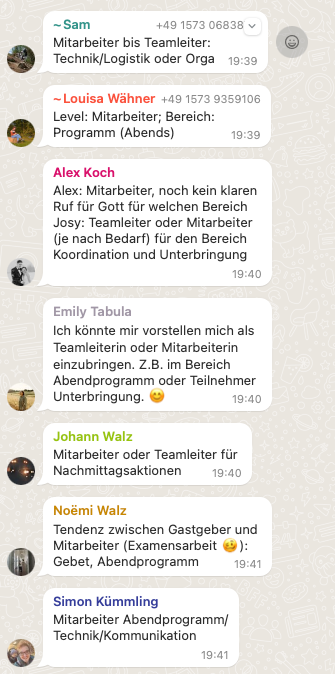 ~Sam +49 1573 06838
Mitarbeiter bis Teamleiter:
Technik/Logistik oder Orga 19:39
~Louisa Wähner +49 1573 9359106
Level: Mitarbeiter; Bereich:
Programm (Abends) 19:39
Alex Koch
Alex: Mitarbeiter, noch kein klaren
Ruf für Gott für welchen Bereich
Josy: Teamleiter oder Mitarbeiter
(je nach Bedarf) für den Bereich
Koordination und Unterbringung
19:40
Emily Tabula
Ich könnte mir vorstellen mich als
Teamleiterin oder Mitarbeiterin
einzubringen. Z.B. im Bereich
Abendprogramm oder Teilnehmer
Unterbringung. 😊 19:40
Johann Walz
Mitarbeiter oder Teamleiter für
Nachmittagsaktionen 19:40
Noëmi Walz
Tendenz zwischen Gastgeber und
Mitarbeiter (Examensarbeit 🥵):
Gebet, Abendprogramm 19:41
Simon Kümmling
Mitarbeiter Abendprogramm/
Technik/Kommunikation
19:41